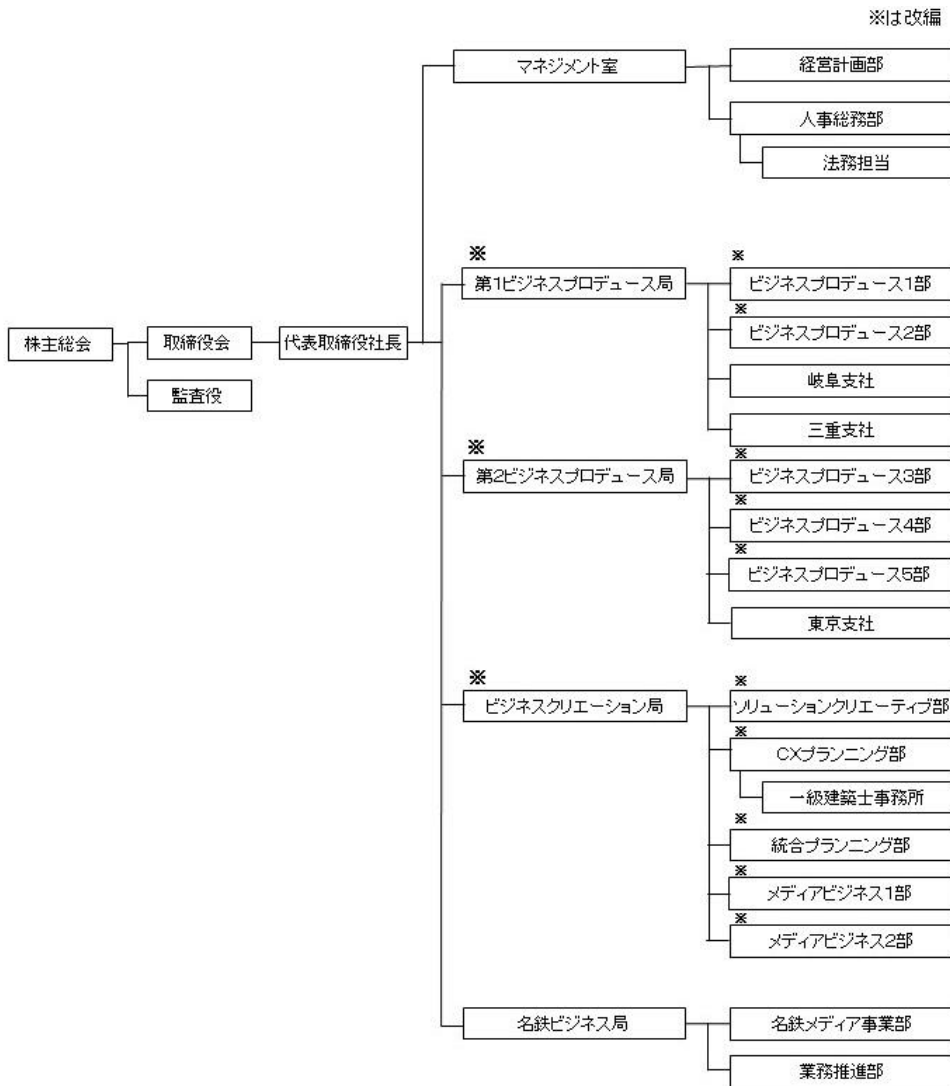 ※は改編
マネジメント室
経営計画部
人事総務部
法務担当
※
第1ビジネスプロデュース局
※
ビジネスプロデュース1部
※
ビジネスプロデュース2部
岐阜支社
三重支社
株主総会
取締役会
代表取締役社長
監査役
※
第2ビジネスプロデュース局
※
ビジネスプロデュース3部
※
ビジネスプロデュース4部
※
ビジネスプロデュース5部
東京支社
※
ビジネスクリエーション局
※
ソリューションクリエーティブ部
※
CXプランニング部
一級建築士事務所
※
統合プランニング部
※
メディアビジネス1部
※
メディアビジネス2部
名鉄ビジネス局
名鉄メディア事業部
業務推進部